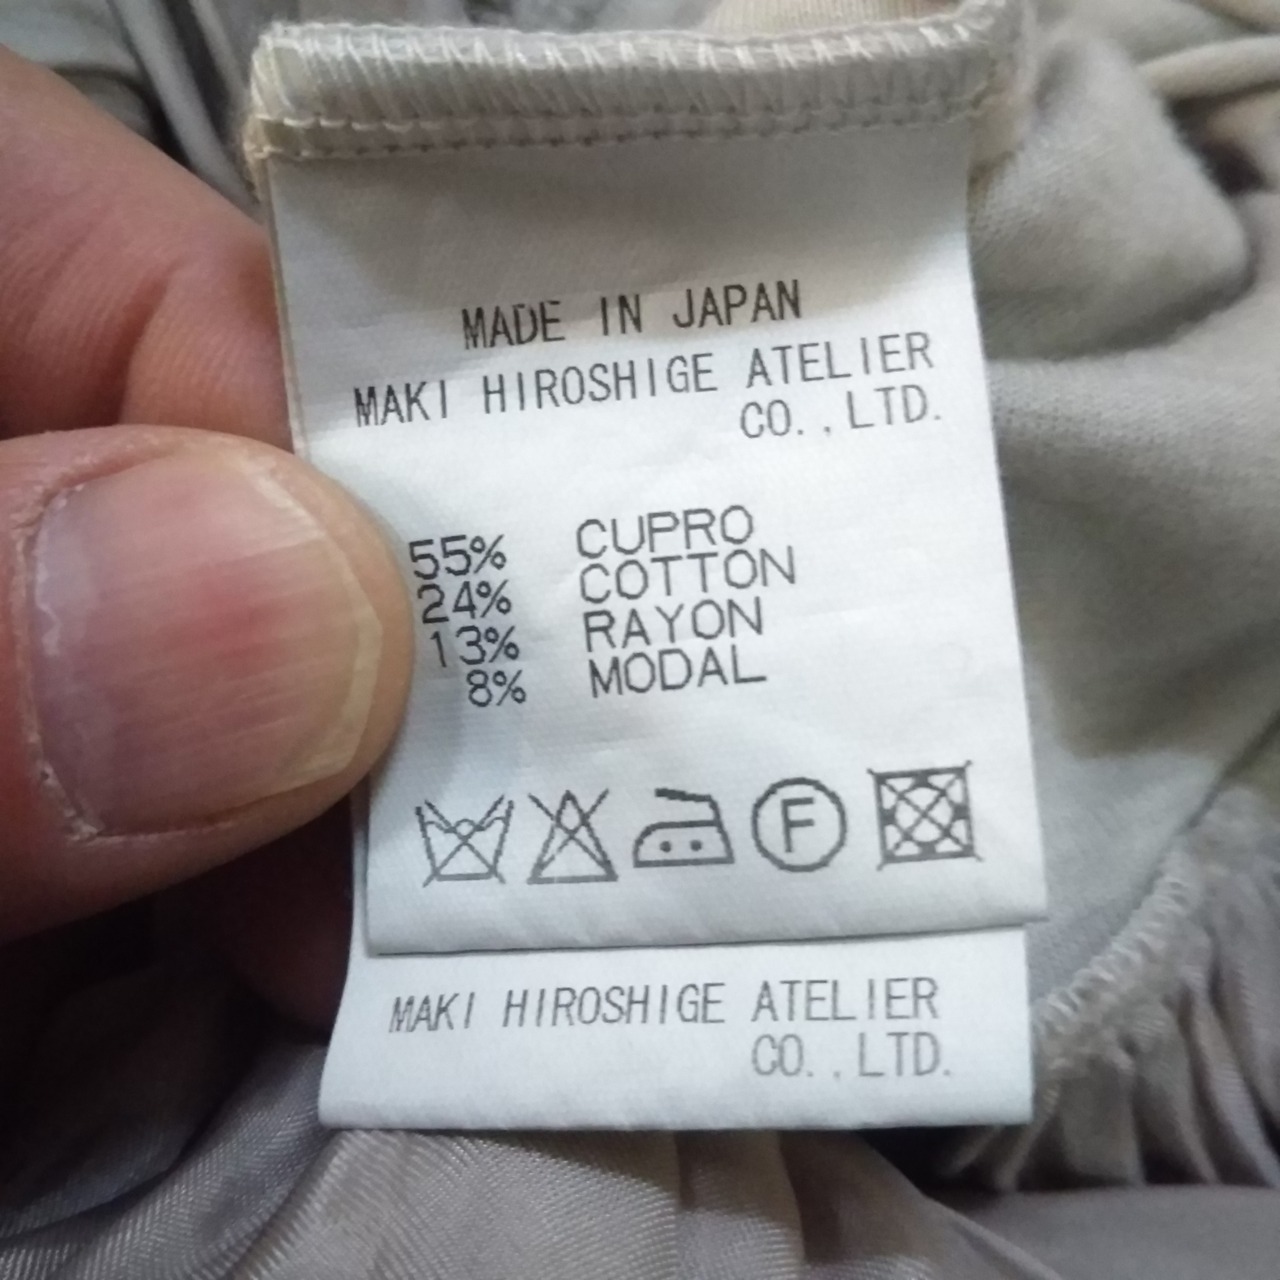 MADE IN JAPAN
MAKI HIROSHIGE ATELIER
CO.,LTD.
55% CUPRO
24% COTTON
13% RAYON
8% MODAL
F
MAKI HIROSHIGE ATELIER
CO.,LTD.